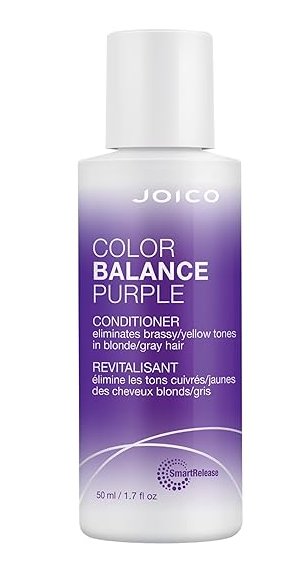 JOICO
COLOR
BALANCE
PURPLE
CONDITIONER
eliminates brassy/yellow tones
in blonde/gray hair
REVITALISANT
élimine les tons cuivrés/jaunes
des cheveux blonds/gris
SmartRelease
50 ml / 1.7 fl oz